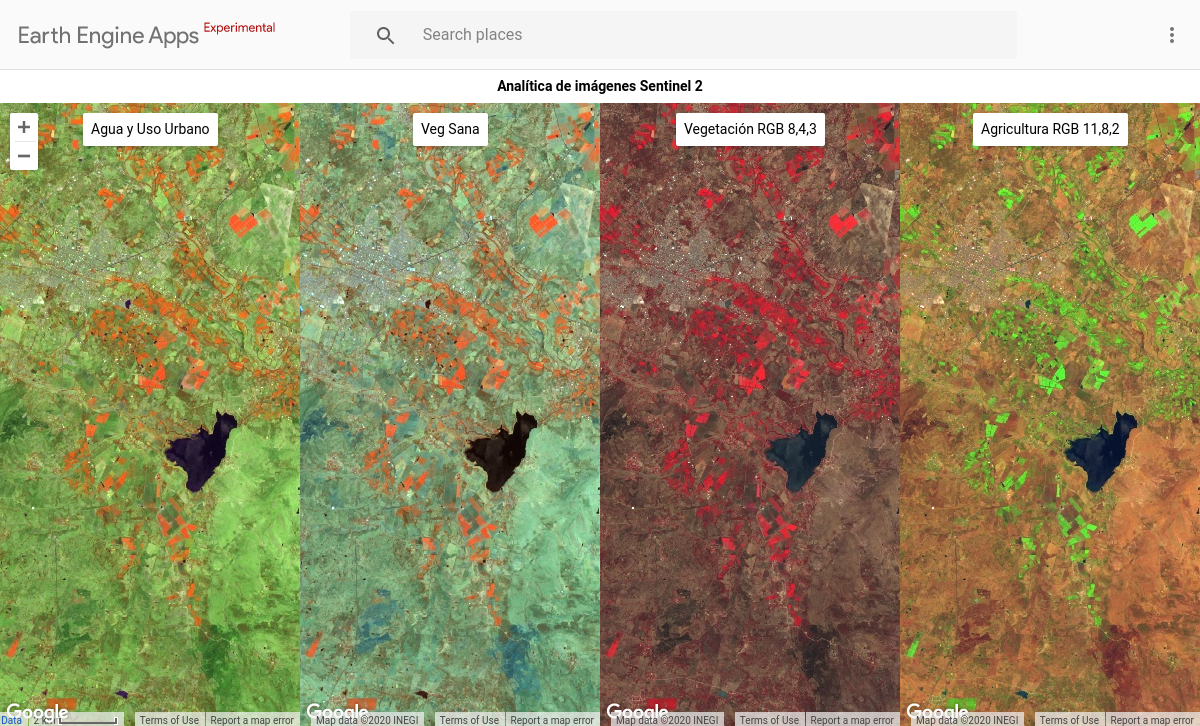 Earth Engine Apps Experimental
Search places
Analítica de imágenes Sentinel 2
+
−
Agua y Uso Urbano
Veg Sana
Vegetación RGB 8,4,3
Agricultura RGB 11,8,2
Google
Data
Terms of Use
Report a map error
Google
Map data ©2020 INEGI
Terms of Use
Report a map error
Google
Map data ©2020 INEGI
Terms of Use
Report a map error
Google
Map data ©2020 INEGI
Terms of Use
Report a map error